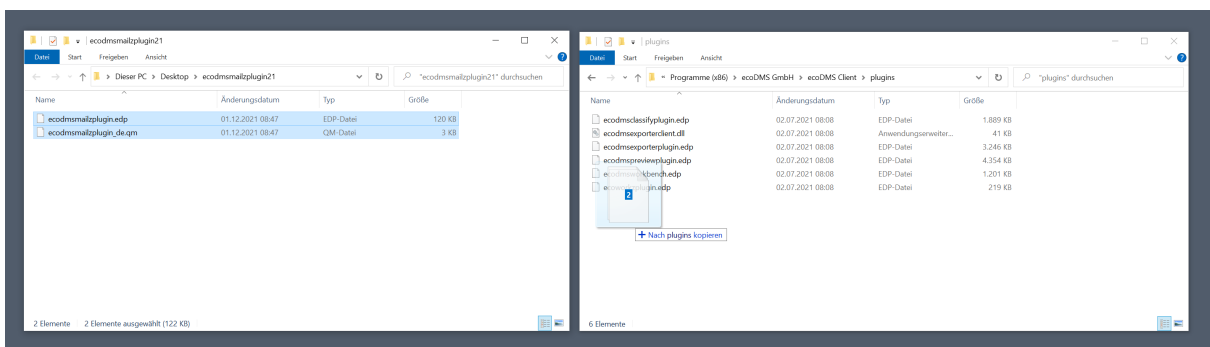 ecodmsmailzplugin21
Datei Start Freigeben Ansicht
Dieser PC > Desktop > ecodmsmailzplugin21
"ecodmsmailzplugin21" durchsuchen
Name Änderungsdatum Typ Größe
ecodmsmailzplugin.edp 01.12.2021 08:47 EDP-Datei 120 KB
ecodmsmailzplugin_de.qm 01.12.2021 08:47 QM-Datei 3 KB
2 Elemente 2 Elemente ausgewählt (122 KB)
plugins
Datei Start Freigeben Ansicht
« Programme (x86) > ecoDMS GmbH > ecoDMS Client > plugins
"plugins" durchsuchen
Name Änderungsdatum Typ Größe
ecodmsclassifyplugin.edp 02.07.2021 08:08 EDP-Datei 1.889 KB
ecodmsexporterclient.dll 02.07.2021 08:08 Anwendungserweiter... 41 KB
ecodmsexporterplugin.edp 02.07.2021 08:08 EDP-Datei 3.246 KB
ecodmspreviewplugin.edp 02.07.2021 08:08 EDP-Datei 4.354 KB
ecodmsworkbench.edp 02.07.2021 08:08 EDP-Datei 1.201 KB
02.07.2021 08:08 EDP-Datei 219 KB
2
+ Nach plugins kopieren
6 Elemente